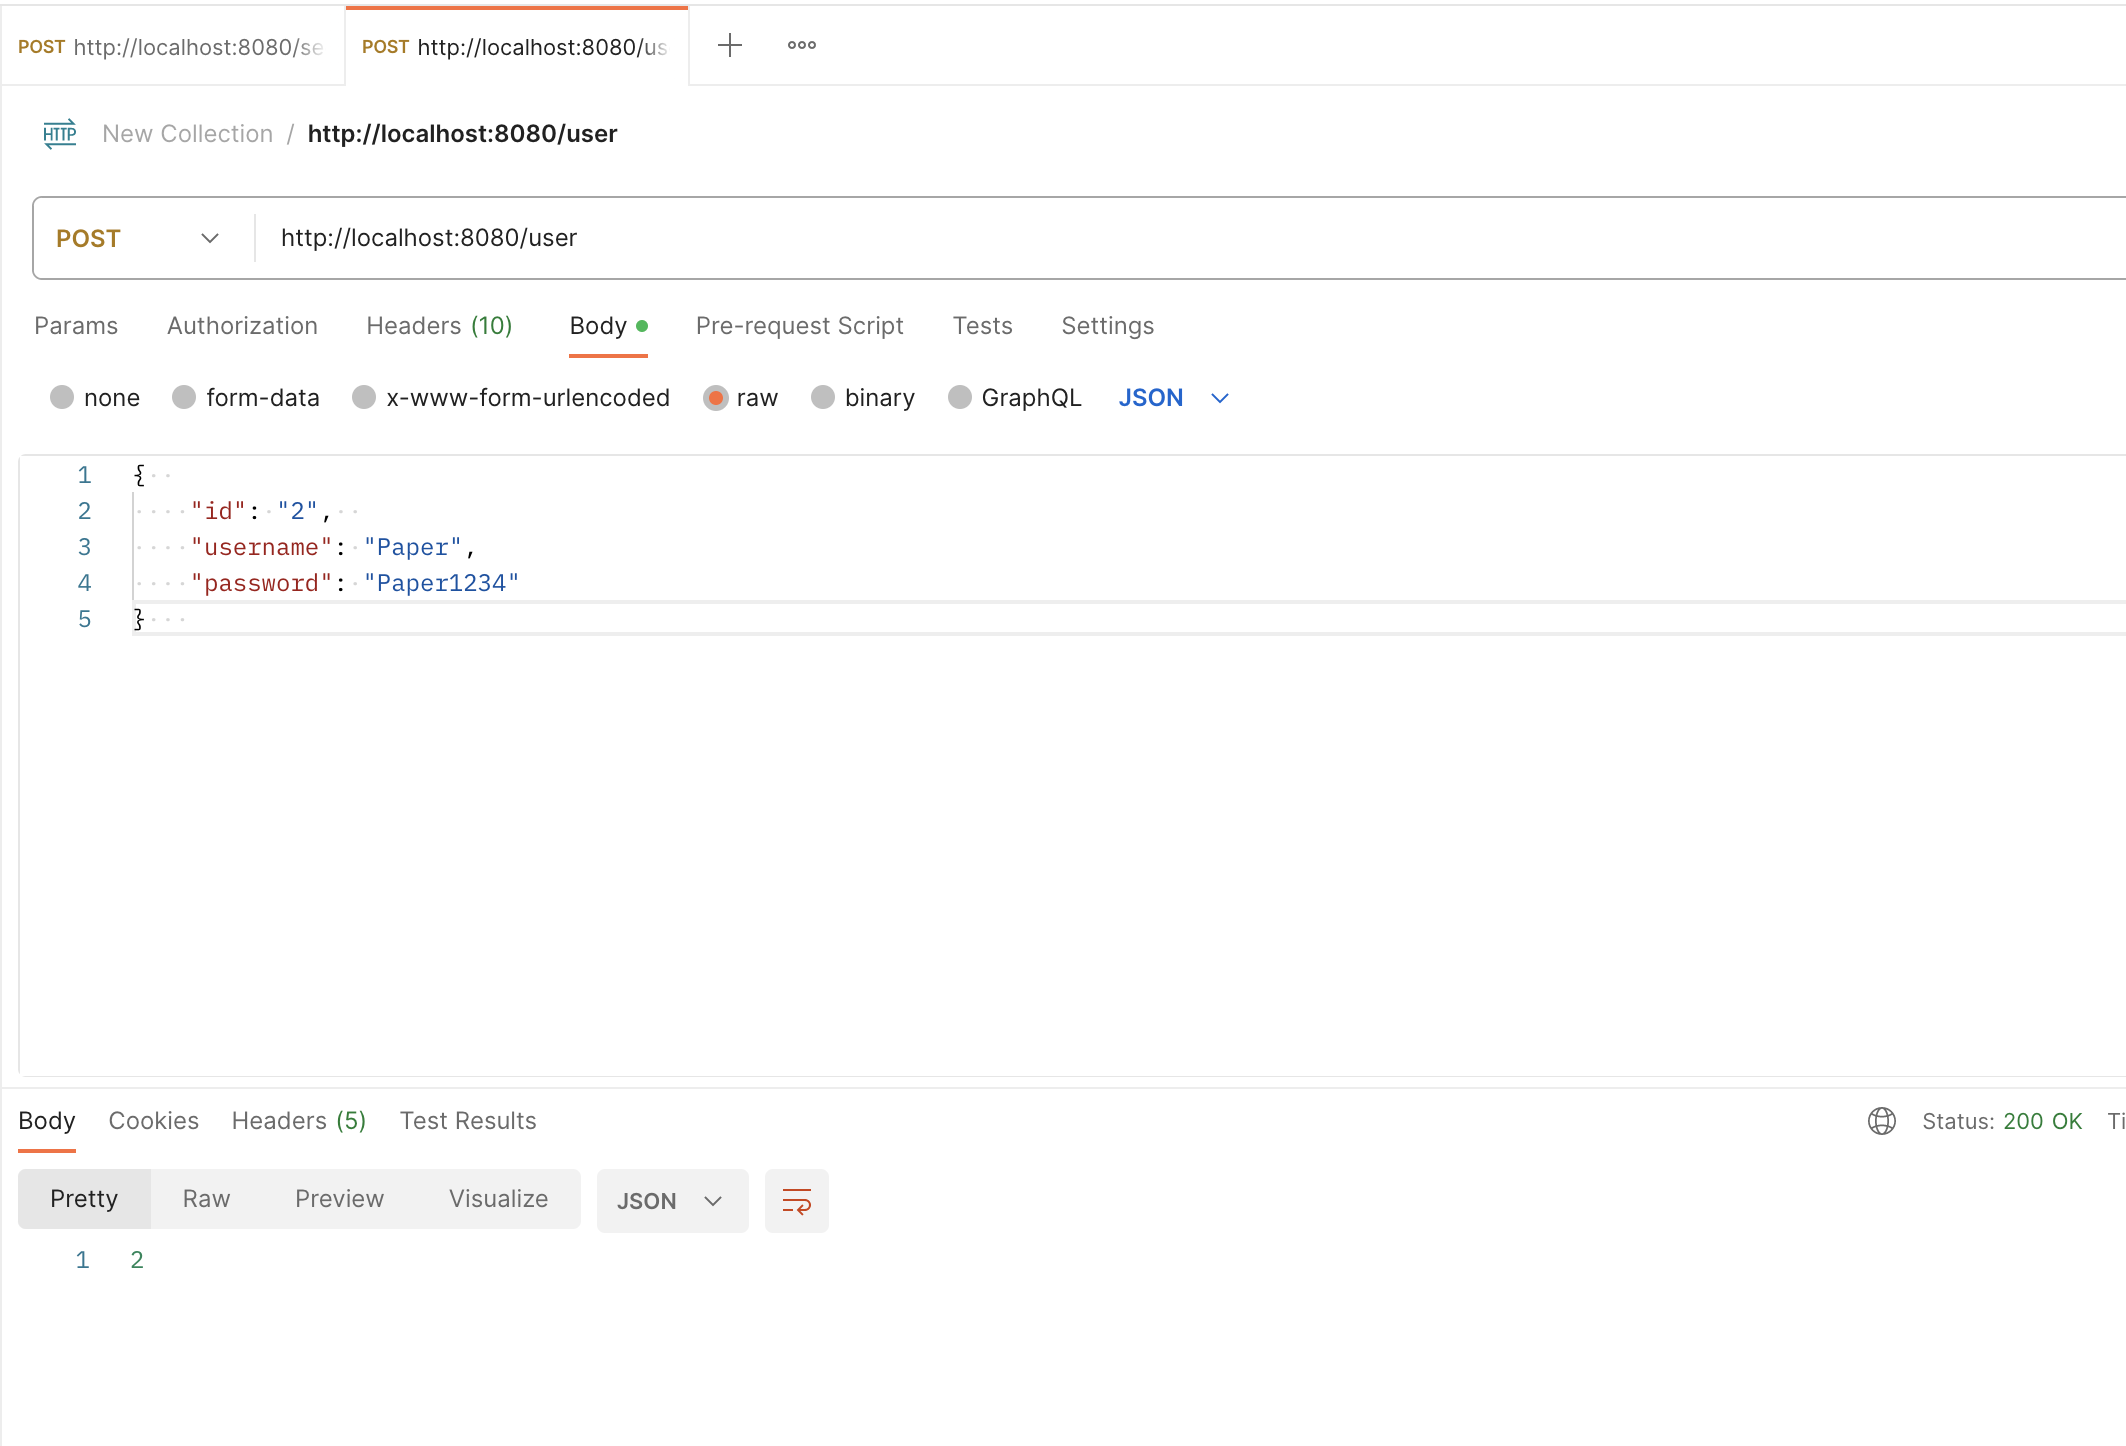 POST http://localhost:8080/se POST http://localhost:8080/us
HTTP New Collection / http://localhost:8080/user
POST http://localhost:8080/user
Params Authorization Headers (10) Body Pre-request Script Tests Settings
none form-data x-www-form-urlencoded raw binary GraphQL JSON
1 {
2 "id": "2",
3 "username": "Paper",
4 "password": "Paper1234"
5 }
Body Cookies Headers (5) Test Results Status: 200 OK Ti
Pretty Raw Preview Visualize JSON
1 2